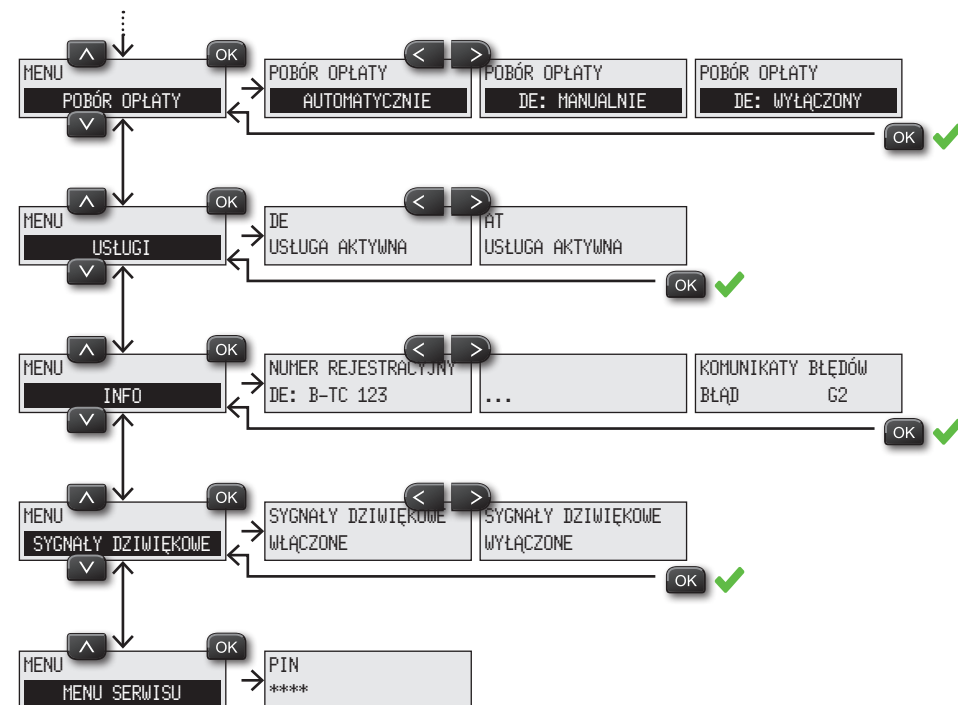 OK
MENU
POBÓR OPŁATY
POBÓR OPŁATY
AUTOMATYCZNIE
POBÓR OPŁATY
DE: MANUALNIE
POBÓR OPŁATY
DE: WYŁĄCZONY
OK
OK
MENU
USŁUGI
DE
USŁUGA AKTYWNA
AT
USŁUGA AKTYWNA
OK
OK
MENU
INFO
NUMER REJESTRACYJNY
DE: B-TC 123
...
KOMUNIKATY BŁĘDÓW
BŁĄD G2
OK
OK
MENU
SYGNAŁY DZIWIĘKOWE
SYGNAŁY DZIWIĘKOWE
WŁĄCZONE
SYGNAŁY DZIWIĘKOWE
WYŁĄCZONE
OK
OK
MENU
MENU SERWISU
PIN
****